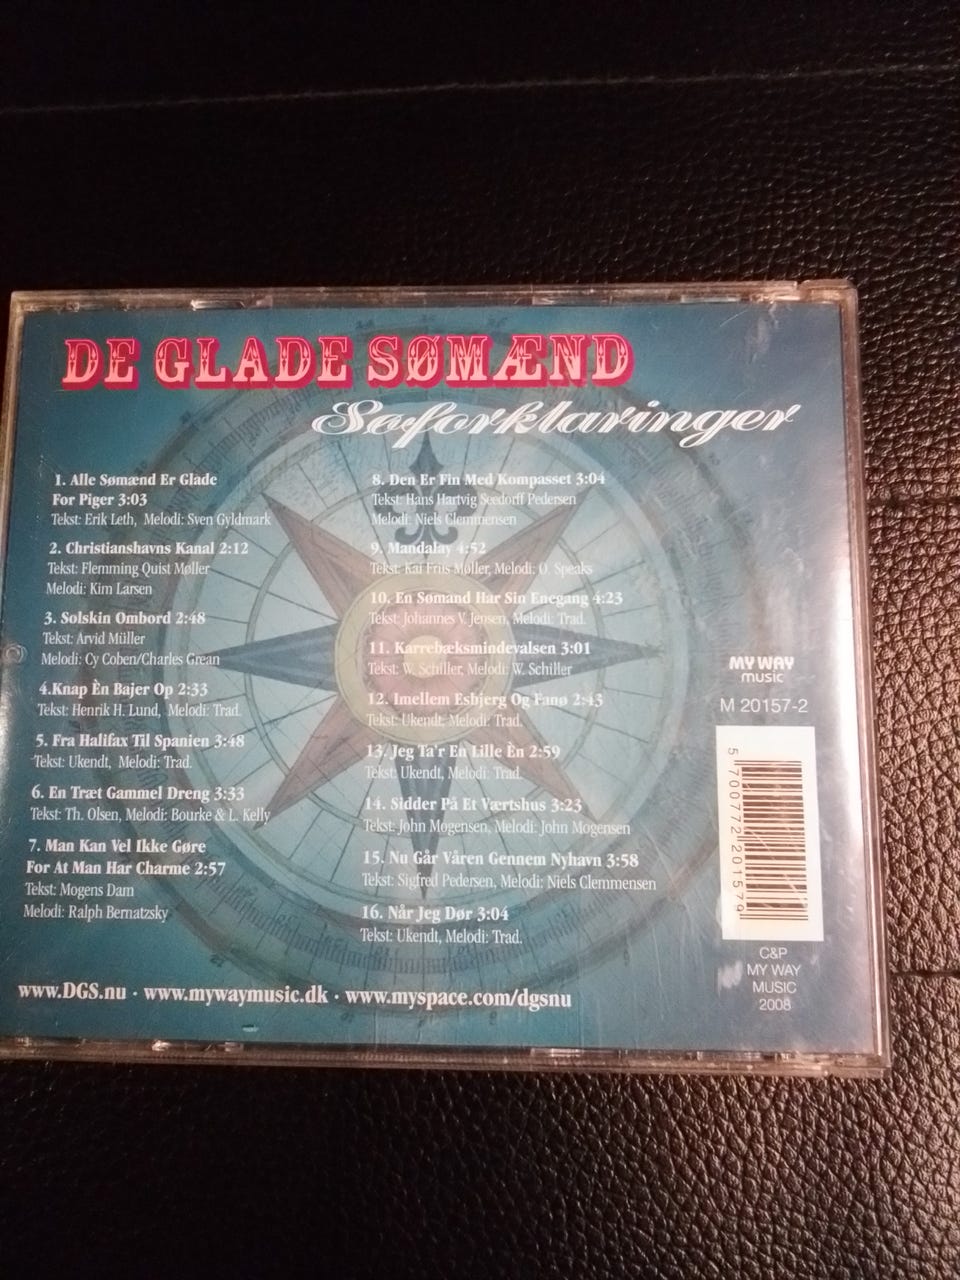 DE GLADE SØMÆND
Søforklaringer
1. Alle Sømænd Er Glade
For Piger 3:03
Tekst: Erik Leth, Melodi: Sven Gyldmark
2. Christianshavns Kanal 2:12
Tekst: Flemming Quist Møller
Melodi: Kim Larsen
3. Solskin Ombord 2:48
Tekst: Arvid Müller
Melodi: Cy Coben/Charles Grean
4.Knap Èn Bajer Op 2:33
Tekst: Henrik H. Lund, Melodi: Trad.
5. Fra Halifax Til Spanien 3:48
Tekst: Ukendt, Melodi: Trad.
6. En Træt Gammel Dreng 3:33
Tekst: Th. Olsen, Melodi: Bourke & L. Kelly
7. Man Kan Vel Ikke Gøre
For At Man Har Charme 2:57
Tekst: Mogens Dam
Melodi: Ralph Bernatzsky
8. Den Er Fin Med Kompasset 3:04
Tekst: Hans Hartvig Seedorff Pedersen
Melodi: Niels Clemmensen
9. Mandalay 4:52
Tekst: Kai Friis Møller, Melodi: O. Speaks
10. En Sømand Har Sin Enegang 4:23
Tekst: Johannes V. Jensen, Melodi: Trad.
11. Karrebæksmindevalsen 3:01
Tekst: W. Schiller, Melodi: W. Schiller
12. Imellem Esbjerg Og Fanø 2:43
Tekst: Ukendt, Melodi: Trad.
13. Jeg Ta'r En Lille Èn 2:59
Tekst: Ukendt, Melodi: Trad.
14. Sidder På Et Værtshus 3:23
Tekst: John Mogensen, Melodi: John Mogensen
15. Nu Går Våren Gennem Nyhavn 3:58
Tekst: Sigfred Pedersen, Melodi: Niels Clemmensen
16. Når Jeg Dør 3:04
Tekst: Ukendt, Melodi: Trad.
MY WAY
music
M 20157-2
5 700772 201579
C&P
MY WAY
MUSIC
2008
www.DGS.nu · www.mywaymusic.dk · www.myspace.com/dgsnu